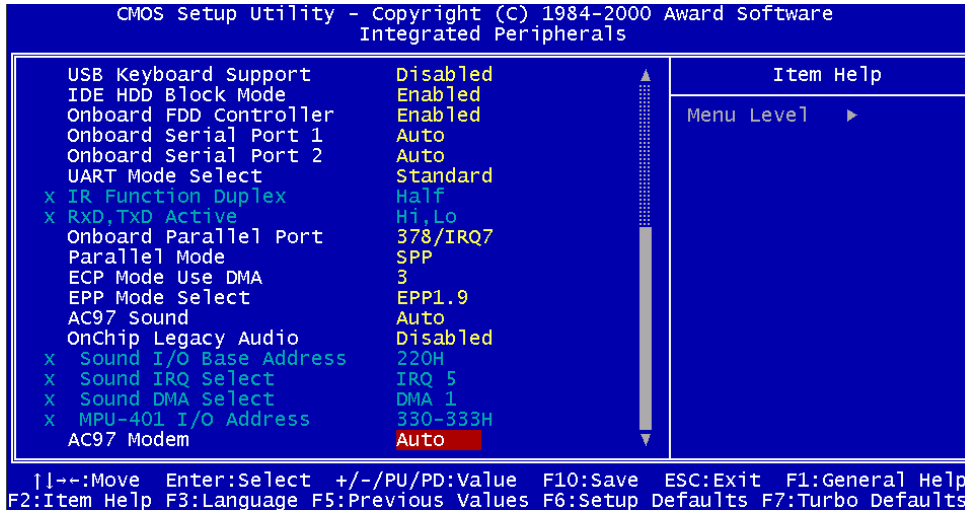 CMOS Setup Utility - Copyright (C) 1984-2000 Award Software
Integrated Peripherals
USB Keyboard Support Disabled
IDE HDD Block Mode Enabled
Onboard FDD Controller Enabled
Onboard Serial Port 1 Auto
Onboard Serial Port 2 Auto
UART Mode Select Standard
x IR Function Duplex Half
x RxD,TxD Active Hi,Lo
Onboard Parallel Port 378/IRQ7
Parallel Mode SPP
ECP Mode Use DMA 3
EPP Mode Select EPP1.9
AC97 Sound Auto
OnChip Legacy Audio Disabled
x Sound I/O Base Address 220H
x Sound IRQ Select IRQ 5
x Sound DMA Select DMA 1
x MPU-401 I/O Address 330-333H
AC97 Modem Auto
Item Help
Menu Level ►
↑↓→←:Move Enter:Select +/-/PU/PD:Value F10:Save ESC:Exit F1:General Help
F2:Item Help F3:Language F5:Previous Values F6:Setup Defaults F7:Turbo Defaults